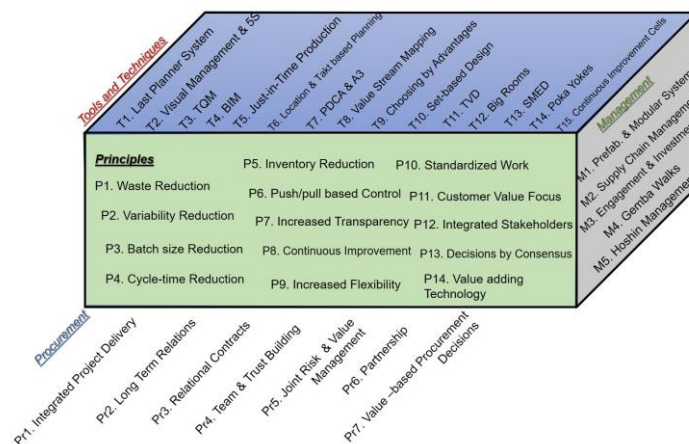 Tools and Techniques
T1. Last Planner System
T2. Visual Management & 5S
T3. TQM
T4. BIM
T5. Just-in-Time Production
T6. Location & Takt based Planning
T7. PDCA & A3
T8. Value Stream Mapping
T9. Choosing by Advantages
T10. Set-based Design
T11. TVD
T12. Big Rooms
T13. SMED
T14. Poka Yokes
T15. Continuous Improvement Cells
Management
M1. Prefab. & Modular System
M2. Supply Chain Managem
M3. Engagement & Investme
M4. Gemba Walks
M5. Hoshin Managemen
Principles
P1. Waste Reduction
P2. Variability Reduction
P3. Batch size Reduction
P4. Cycle-time Reduction
P5. Inventory Reduction
P6. Push/pull based Control
P7. Increased Transparency
P8. Continuous Improvement
P9. Increased Flexibility
P10. Standardized Work
P11. Customer Value Focus
P12. Integrated Stakeholders
P13. Decisions by Consensus
P14. Value adding
Technology
Procurement
Pr1. Integrated Project Delivery
Pr2. Long Term Relations
Pr3. Relational Contracts
Pr4. Team & Trust Building
Pr5. Joint Risk & Value
Management
Pr6. Partnership
Pr7. Value –based Procurement
Decisions